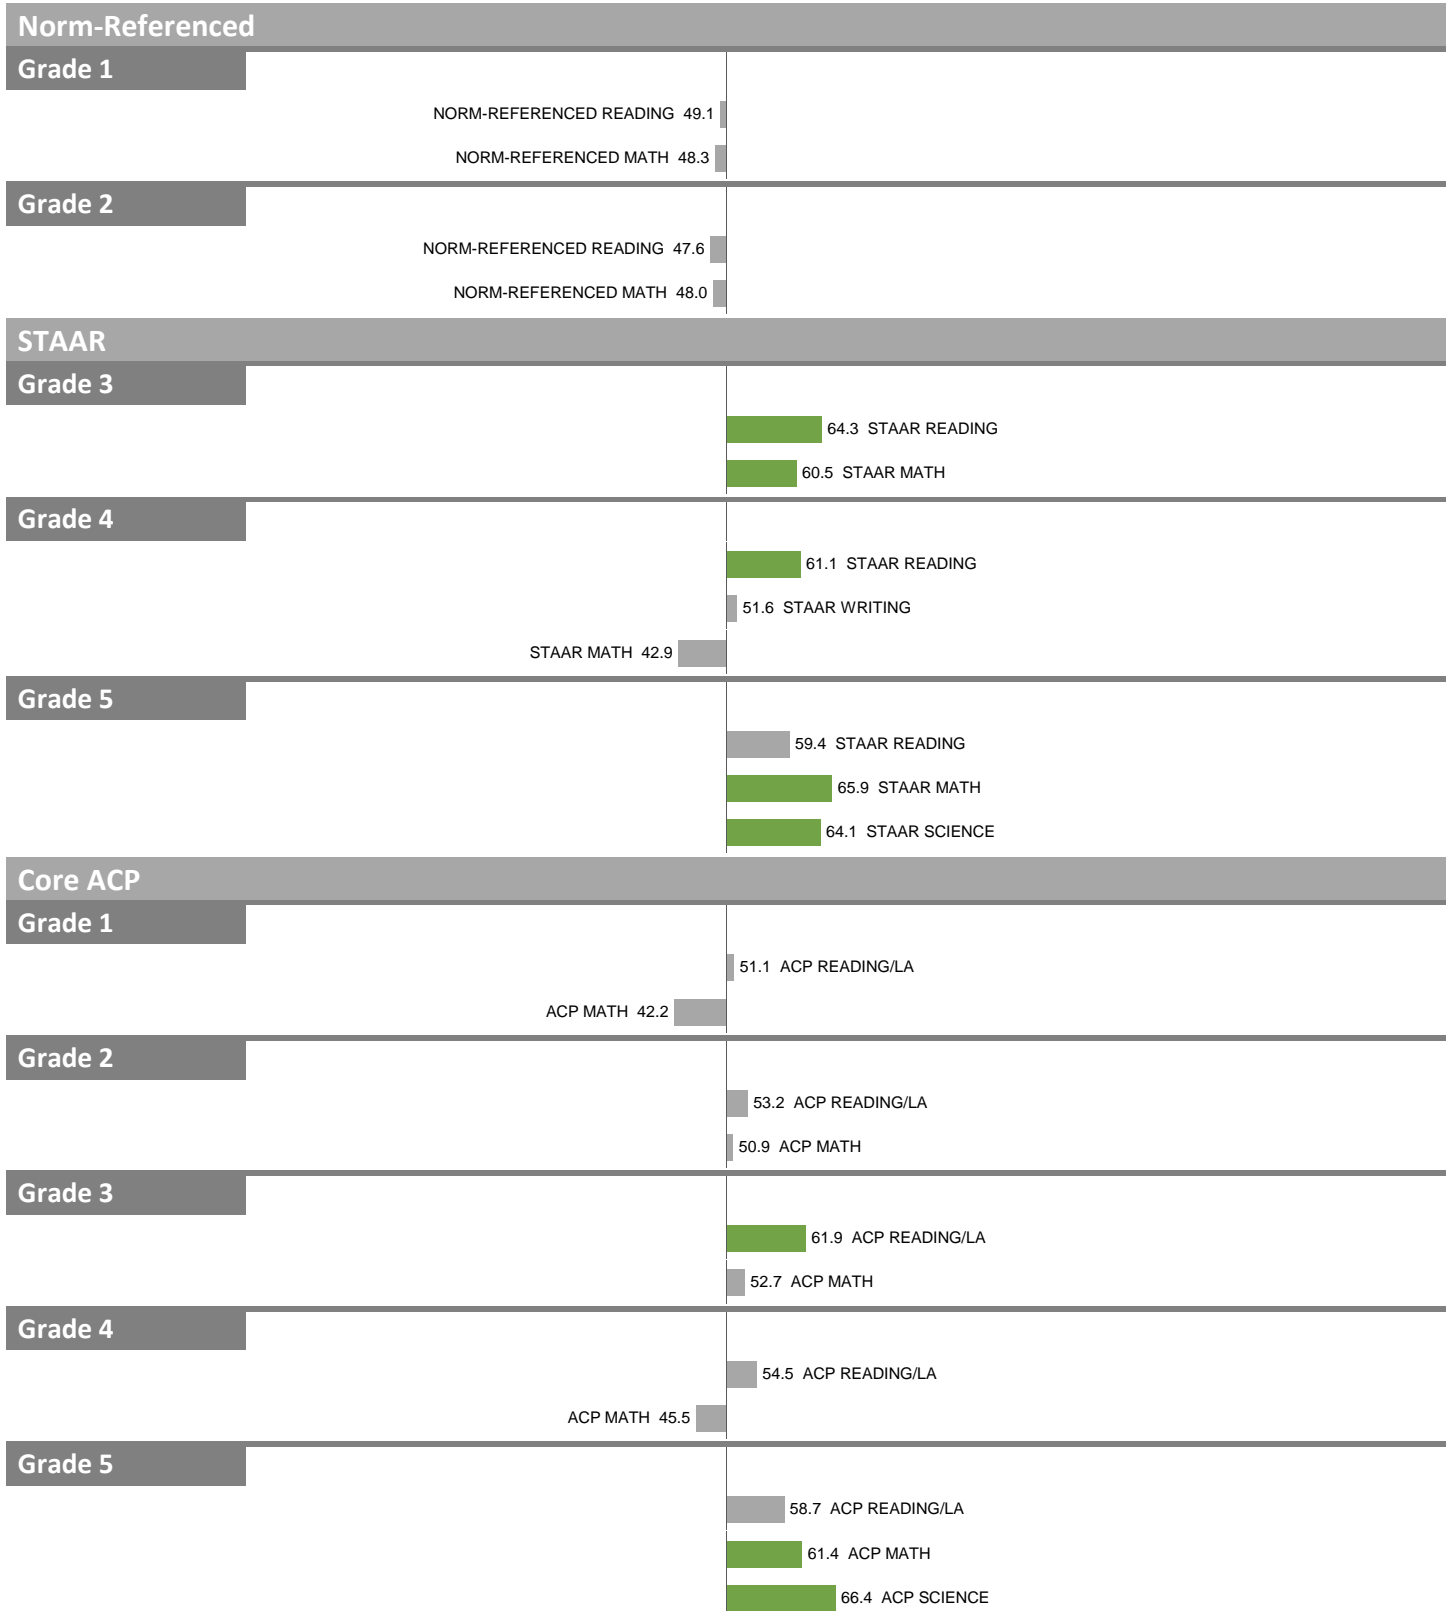 Norm-Referenced
Grade 1
NORM-REFERENCED READING 49.1
NORM-REFERENCED MATH 48.3
Grade 2
NORM-REFERENCED READING 47.6
NORM-REFERENCED MATH 48.0
STAAR
Grade 3
64.3 STAAR READING
60.5 STAAR MATH
Grade 4
61.1 STAAR READING
51.6 STAAR WRITING
STAAR MATH 42.9
Grade 5
59.4 STAAR READING
65.9 STAAR MATH
64.1 STAAR SCIENCE
Core ACP
Grade 1
51.1 ACP READING/LA
ACP MATH 42.2
Grade 2
53.2 ACP READING/LA
50.9 ACP MATH
Grade 3
61.9 ACP READING/LA
52.7 ACP MATH
Grade 4
54.5 ACP READING/LA
ACP MATH 45.5
Grade 5
58.7 ACP READING/LA
61.4 ACP MATH
66.4 ACP SCIENCE